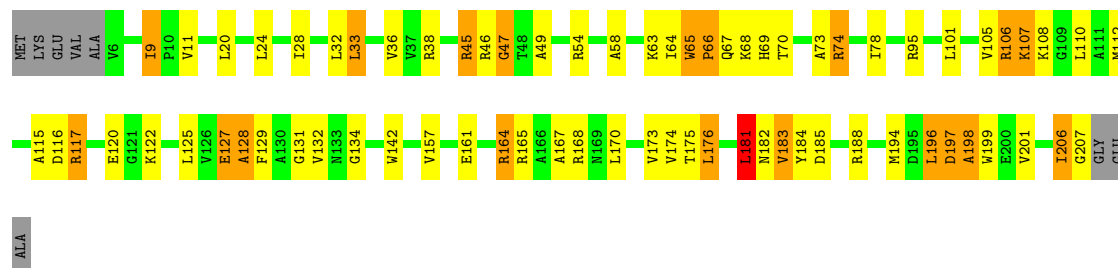 MET LYS GLU VAL ALA V6 I9 P10 V11 L20 L24 I28 L32 L33 V36 V37 R38 R45 R46 G47 T48 A49 R54 A58 K63 I64 W65 P66 Q67 K68 H69 T70 A73 R74 I78 R95 L101 V105 R106 K107 K108 G109 L110 A111 M112
A115 D116 R117 E120 G121 K122 L125 V126 E127 A128 F129 A130 G131 V132 N133 G134 W142 V157 E161 R164 R165 A166 A167 R168 N169 L170 V173 V174 T175 L176 L181 N182 V183 Y184 D185 R188 M194 D195 L196 D197 A198 W199 E200 V201 I206 G207 GLY GLU
ALA